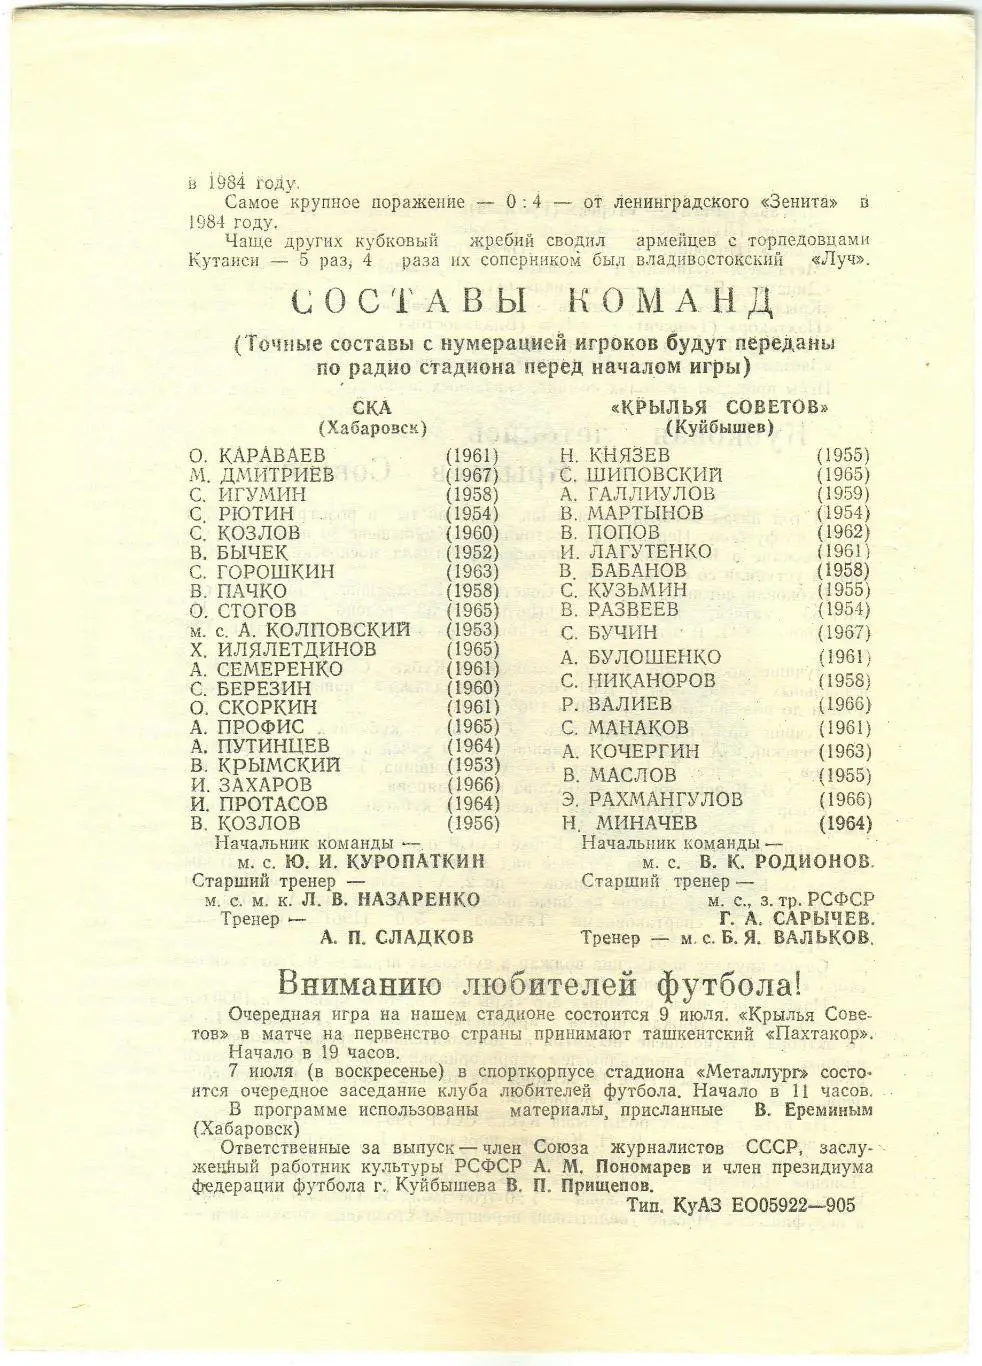 в 1984 году.
Самое крупное поражение — 0 : 4 — от ленинградского «Зенита» в
1984 году.
Чаще других кубковый жребий сводил армейцев с торпедовцами
Кутаиси — 5 раз, 4 раза их соперником был владивостокский «Луч».
СОСТАВЫ КОМАНД
(Точные составы с нумерацией игроков будут переданы
по радио стадиона перед началом игры)
СКА
(Хабаровск)
О. КАРАВАЕВ (1961)
М. ДМИТРИЕВ (1967)
С. ИГУМИН (1958)
С. РЮТИН (1954)
С. КОЗЛОВ (1960)
В. БЫЧЕК (1952)
С. ГОРОШКИН (1963)
В. ПАЧКО (1958)
О. СТОГОВ (1965)
м. с. А. КОЛПОВСКИЙ (1953)
Х. ИЛЯЛЕТДИНОВ (1965)
А. СЕМЕРЕНКО (1961)
С. БЕРЕЗИН (1960)
О. СКОРКИН (1961)
А. ПРОФИС (1965)
А. ПУТИНЦЕВ (1964)
В. КРЫМСКИЙ (1953)
И. ЗАХАРОВ (1966)
И. ПРОТАСОВ (1964)
В. КОЗЛОВ (1956)
Начальник команды —
м. с. Ю. И. КУРОПАТКИН
Старший тренер —
м. с. м. к. Л. В. НАЗАРЕНКО
Тренер —
А. П. СЛАДКОВ
«КРЫЛЬЯ СОВЕТОВ»
(Куйбышев)
Н. КНЯЗЕВ (1955)
С. ШИПОВСКИЙ (1965)
А. ГАЛЛИУЛОВ (1959)
В. МАРТЫНОВ (1954)
В. ПОПОВ (1962)
И. ЛАГУТЕНКО (1961)
В. БАБАНОВ (1958)
С. КУЗЬМИН (1955)
В. РАЗВЕЕВ (1954)
С. БУЧИН (1967)
А. БУЛОШЕНКО (1961)
С. НИКАНОРОВ (1958)
Р. ВАЛИЕВ (1966)
С. МАНАКОВ (1961)
А. КОЧЕРГИН (1963)
В. МАСЛОВ (1955)
Э. РАХМАНГУЛОВ (1966)
Н. МИНАЧЕВ (1964)
Начальник команды —
м. с. В. К. РОДИОНОВ.
Старший тренер —
м. с., з. тр. РСФСР
Г. А. САРЫЧЕВ.
Тренер — м. с. Б. Я. ВАЛЬКОВ.
Вниманию любителей футбола!
Очередная игра на нашем стадионе состоится 9 июля. «Крылья Сове-
тов» в матче на первенство страны принимают ташкентский «Пахтакор».
Начало в 19 часов.
7 июля (в воскресенье) в спорткорпусе стадиона «Металлург» состо-
ится очередное заседание клуба любителей футбола. Начало в 11 часов.
В программе использованы материалы, присланные В. Ереминым
(Хабаровск)
Ответственные за выпуск — член Союза журналистов СССР, заслу-
женный работник культуры РСФСР А. М. Пономарев и член президиума
федерации футбола г. Куйбышева В. П. Прищепов.
Тип. КуАЗ ЕО05922—905